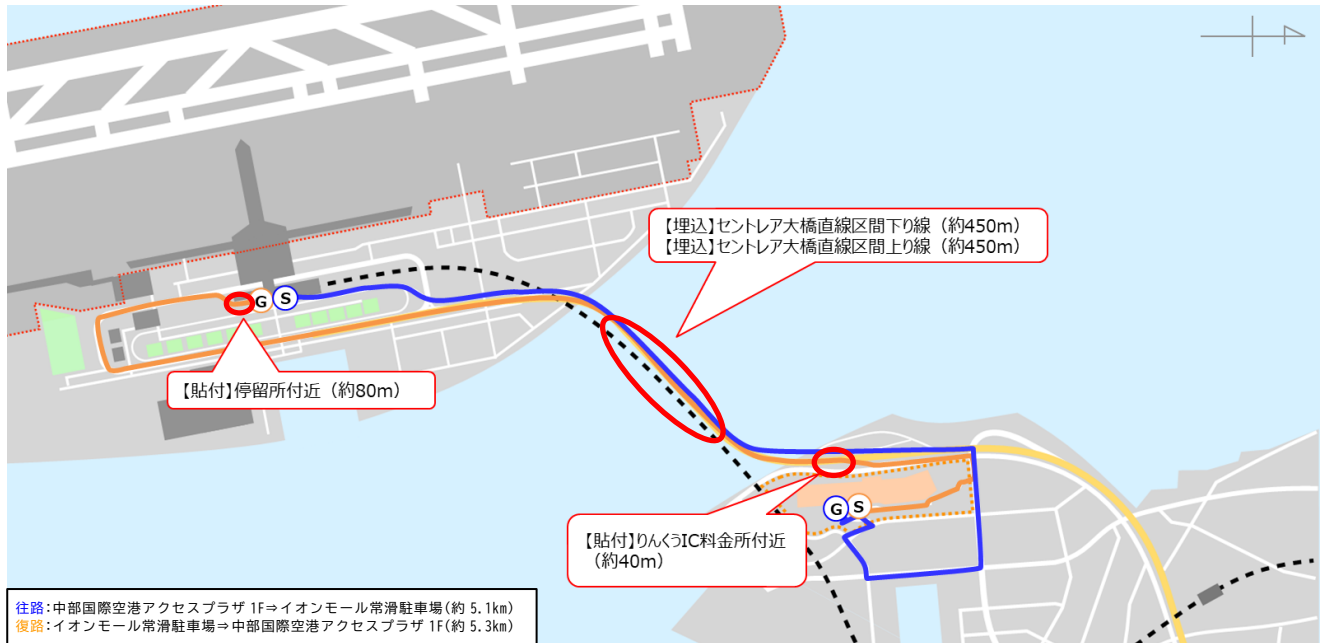 【埋込】セントレア大橋直線区間下り線（約450m）
【埋込】セントレア大橋直線区間上り線（約450m）
G S
【貼付】停留所付近（約80m）
G S
【貼付】りんくうIC料金所付近
（約40m）
往路:中部国際空港アクセスプラザ 1F⇒イオンモール常滑駐車場(約 5.1km)
復路:イオンモール常滑駐車場⇒中部国際空港アクセスプラザ 1F(約 5.3km)